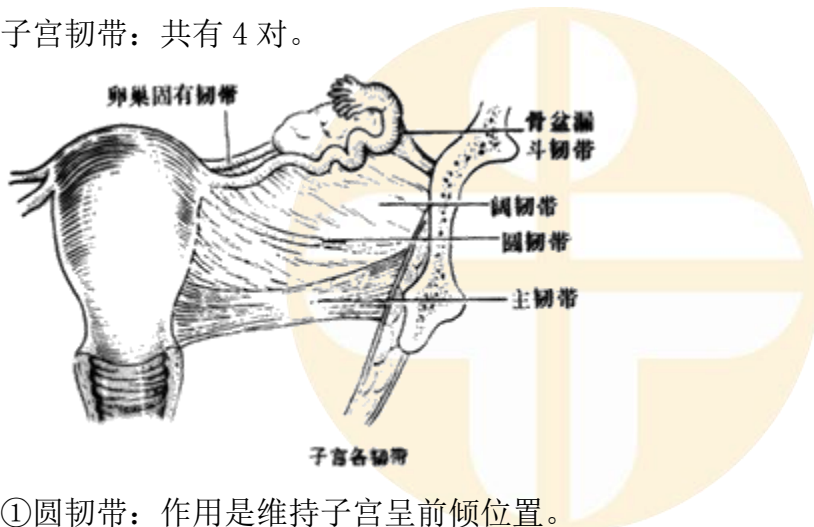 子宫韧带：共有 4 对。
卵巢固有韧带
骨盆漏
斗韧带
阔韧带
圆韧带
主韧带
子宫各韧带
①圆韧带：作用是维持子宫呈前倾位置。